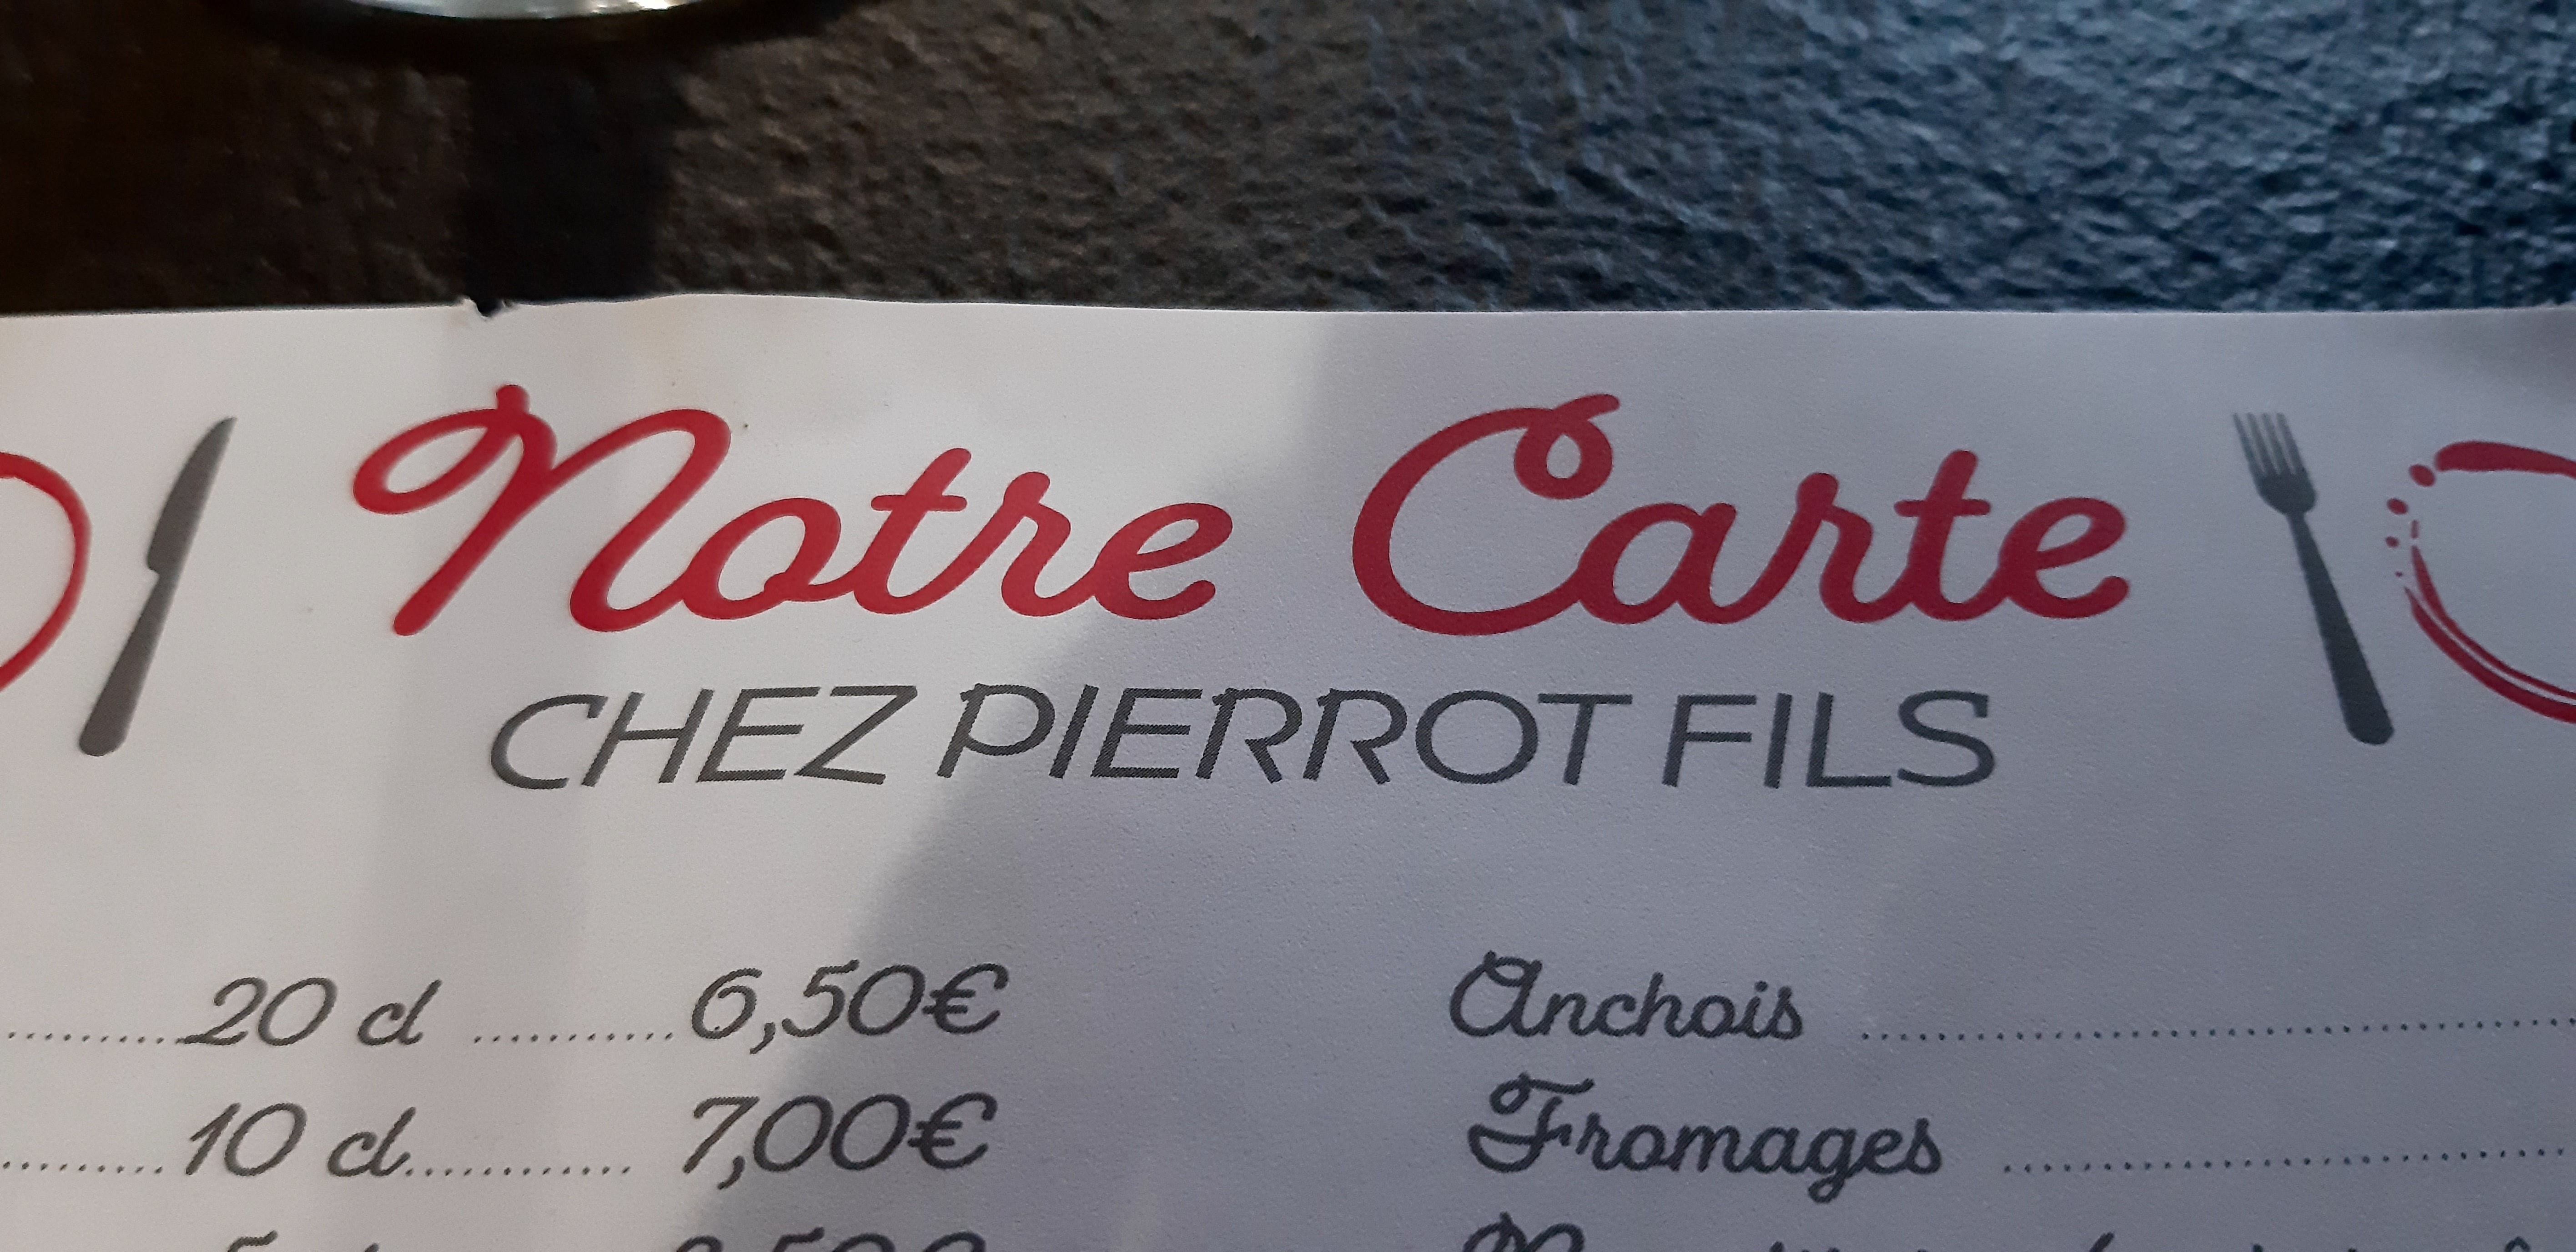 Notre Carte
CHEZ PIERROT FILS
20 cl 6,50€
10 cl 7,00€
Anchois
Fromages